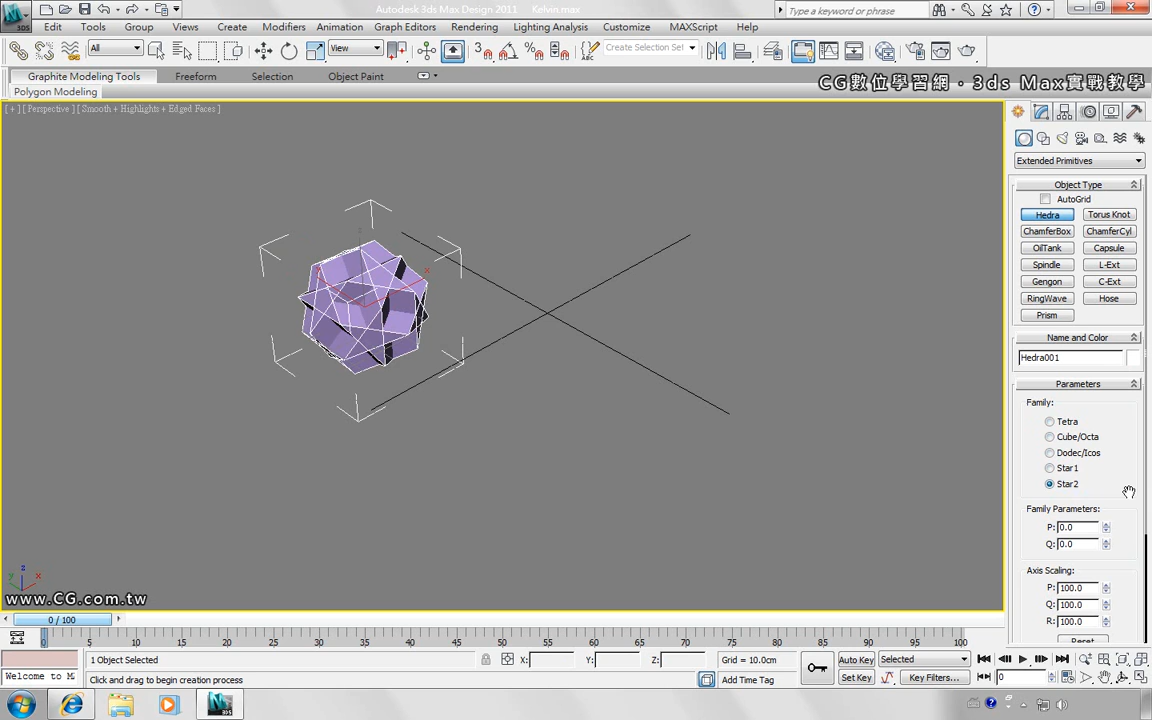 Autodesk 3ds Max Design 2011 Kelvin.max
Type a keyword or phrase
Edit Tools Group Views Create Modifiers Animation Graph Editors Rendering Lighting Analysis Customize MAXScript Help
All View Create Selection Se
Graphite Modeling Tools Freeform Selection Object Paint
CG數位學習網・3ds Max實戰教學
Polygon Modeling
[ + ] [ Perspective ] [ Smooth + Highlights + Edged Faces ]
Extended Primitives
Object Type
AutoGrid
Hedra Torus Knot
ChamferBox ChamferCyl
OilTank Capsule
Spindle L-Ext
Gengon C-Ext
RingWave Hose
Prism
Name and Color
Hedra001
Parameters
Family:
Tetra
Cube/Octa
Dodec/Icos
Star1
Star2
Family Parameters:
P: 0.0
Q: 0.0
Axis Scaling:
P: 100.0
Q: 100.0
R: 100.0
Reset
z
x
y z x
www.CG.com.tw
0 / 100
0 5 10 15 20 25 30 35 40 45 50 55 60 65 70 75 80 85 90 95 100
1 Object Selected X: Y: Z: Grid = 10.0cm Auto Key Selected
Welcome to M Click and drag to begin creation process Add Time Tag Set Key Key Filters... 0